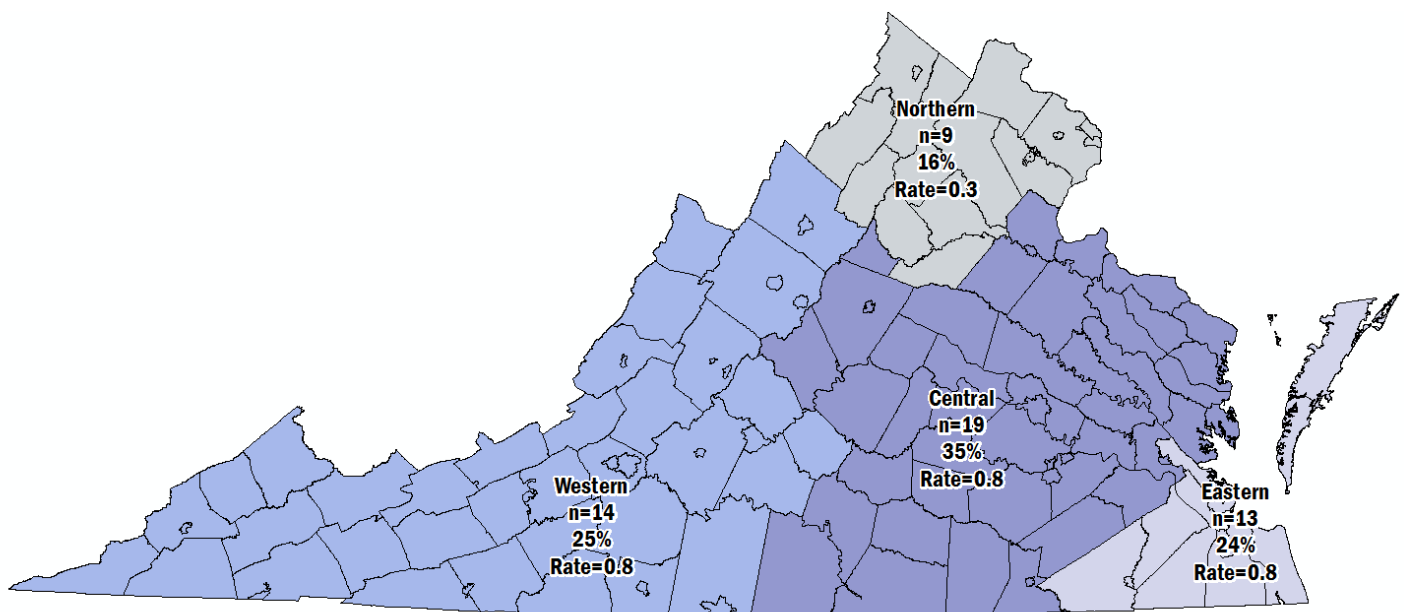 Northern
n=9
16%
Rate=0.3
Central
n=19
35%
Rate=0.8
Western
n=14
25%
Rate=0.8
Eastern
n=13
24%
Rate=0.8